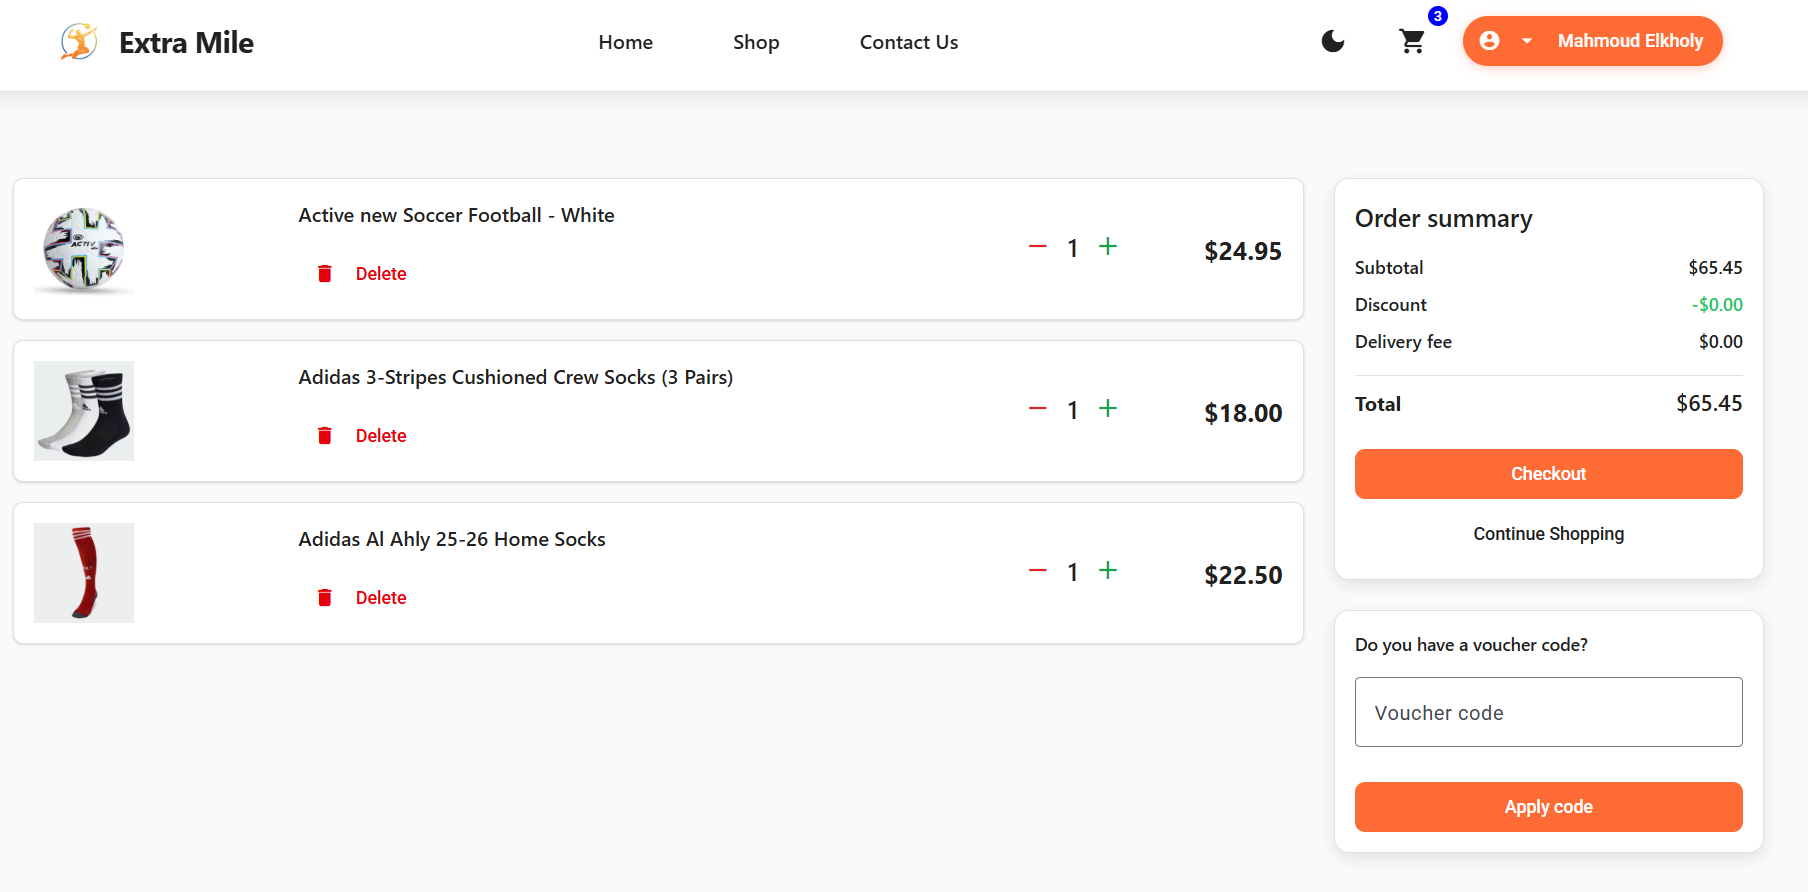 Extra Mile
Home
Shop
Contact Us
3
Mahmoud Elkholy
Active new Soccer Football - White
Delete
1
$24.95
ACTIV
Adidas 3-Stripes Cushioned Crew Socks (3 Pairs)
Delete
1
$18.00
Adidas Al Ahly 25-26 Home Socks
Delete
1
$22.50
Order summary
Subtotal $65.45
Discount -$0.00
Delivery fee $0.00
Total $65.45
Checkout
Continue Shopping
Do you have a voucher code?
Voucher code
Apply code